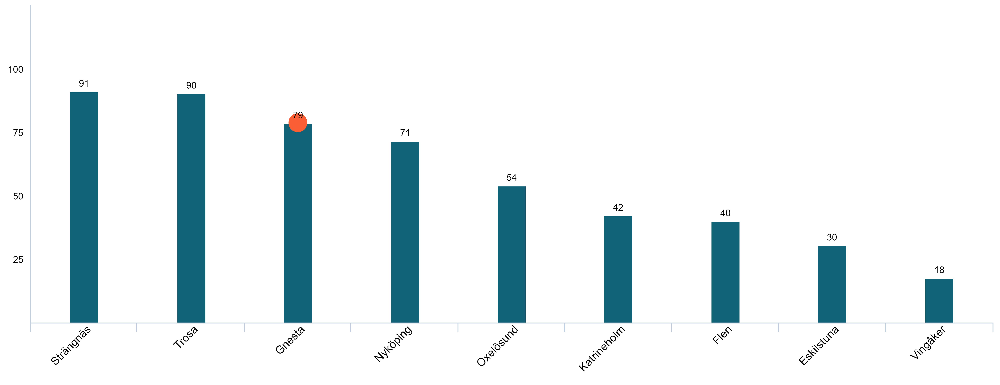 100
75
50
25
91
90
79
71
54
42
40
30
18
Strängnäs
Trosa
Gnesta
Nyköping
Oxelösund
Katrineholm
Flen
Eskilstuna
Vingåker